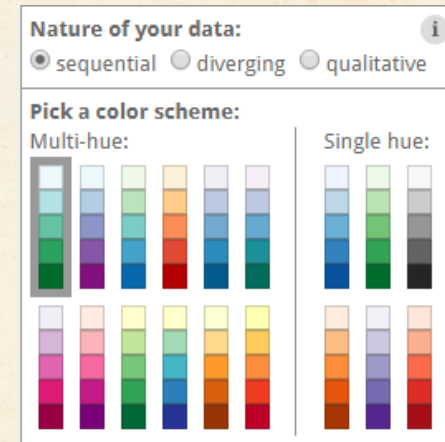 Nature of your data:
i
sequential diverging qualitative
Pick a color scheme:
Multi-hue:
Single hue: